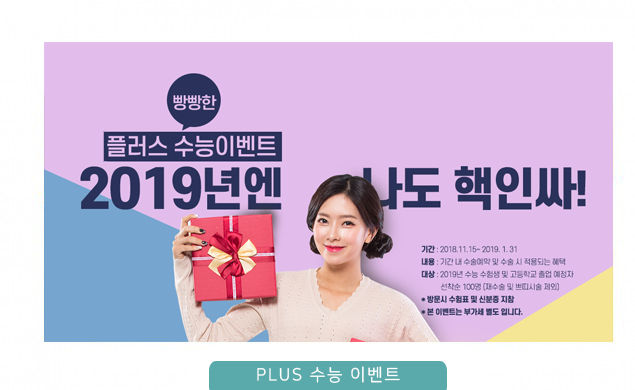 빵빵한
플러스 수능이벤트
2019년엔 나도 핵인싸!
기간 : 2018.11.15~ 2019. 1. 31
내용 : 기간 내 수술예약 및 수술 시 적용되는 혜택
대상 : 2019년 수능 수험생 및 고등학교 졸업 예정자
선착순 100명 [재수술 및 쁘띠시술 제외]
* 방문시 수험표 및 신분증 지참
* 본 이벤트는 부가세 별도 입니다.
PLUS 수능 이벤트